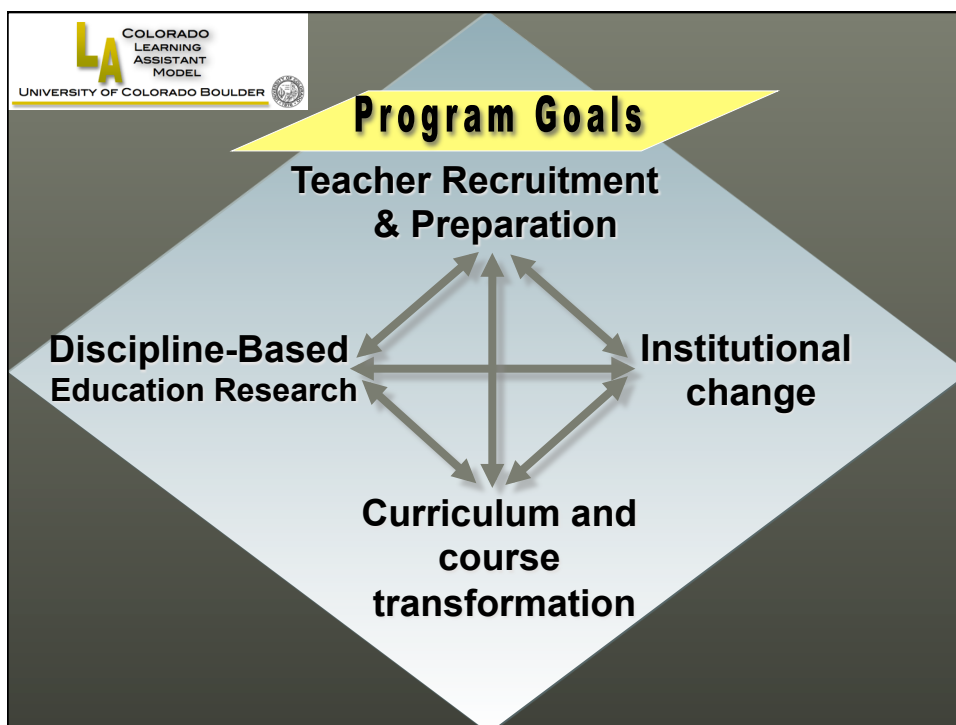 LA
COLORADO
LEARNING
ASSISTANT
MODEL
UNIVERSITY OF COLORADO BOULDER
Program Goals
Teacher Recruitment
& Preparation
Discipline-Based
Education Research
Institutional
change
Curriculum and
course
transformation